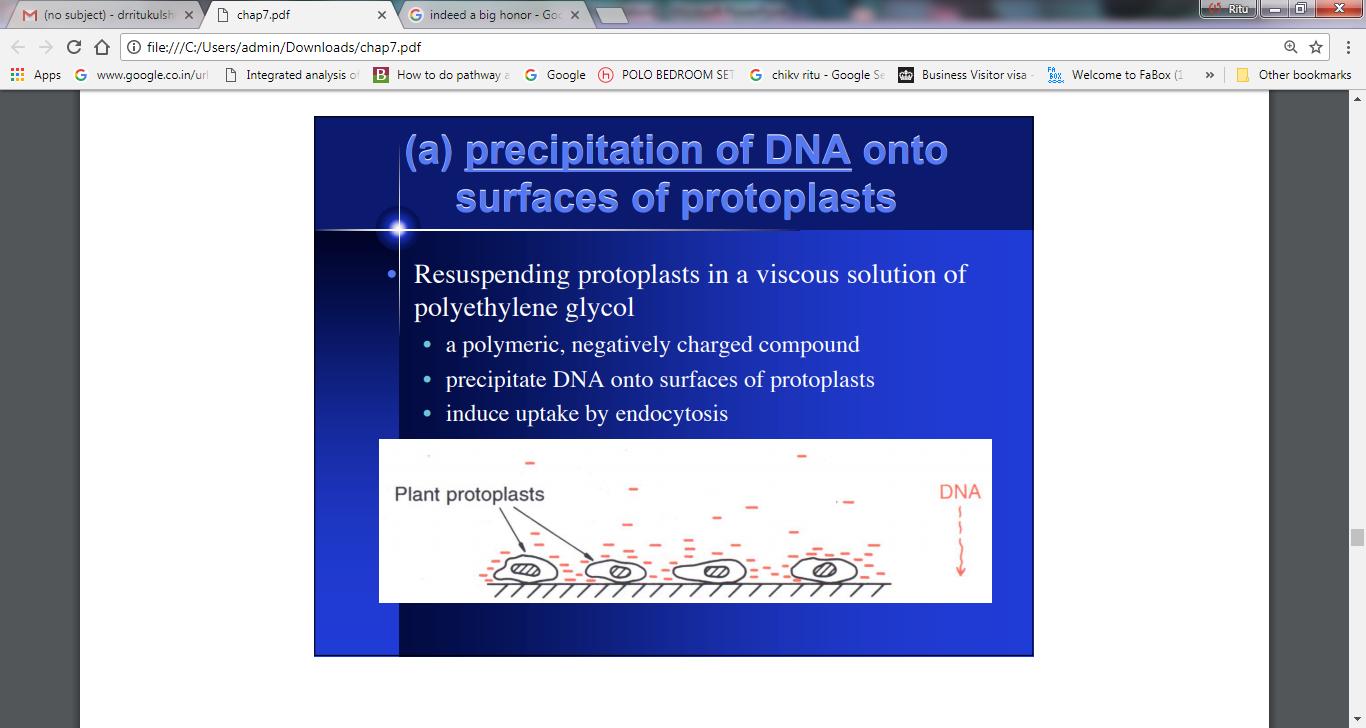 (no subject) - drritukulsh
chap7.pdf
indeed a big honor - Goo
Ritu
file:///C:/Users/admin/Downloads/chap7.pdf
Apps
www.google.co.in/url
Integrated analysis of
How to do pathway a
Google
POLO BEDROOM SET
chikv ritu - Google Se
Business Visitor visa -
Welcome to FaBox (1
»
Other bookmarks
(a) precipitation of DNA onto
surfaces of protoplasts
• Resuspending protoplasts in a viscous solution of
polyethylene glycol
• a polymeric, negatively charged compound
• precipitate DNA onto surfaces of protoplasts
• induce uptake by endocytosis
Plant protoplasts
DNA